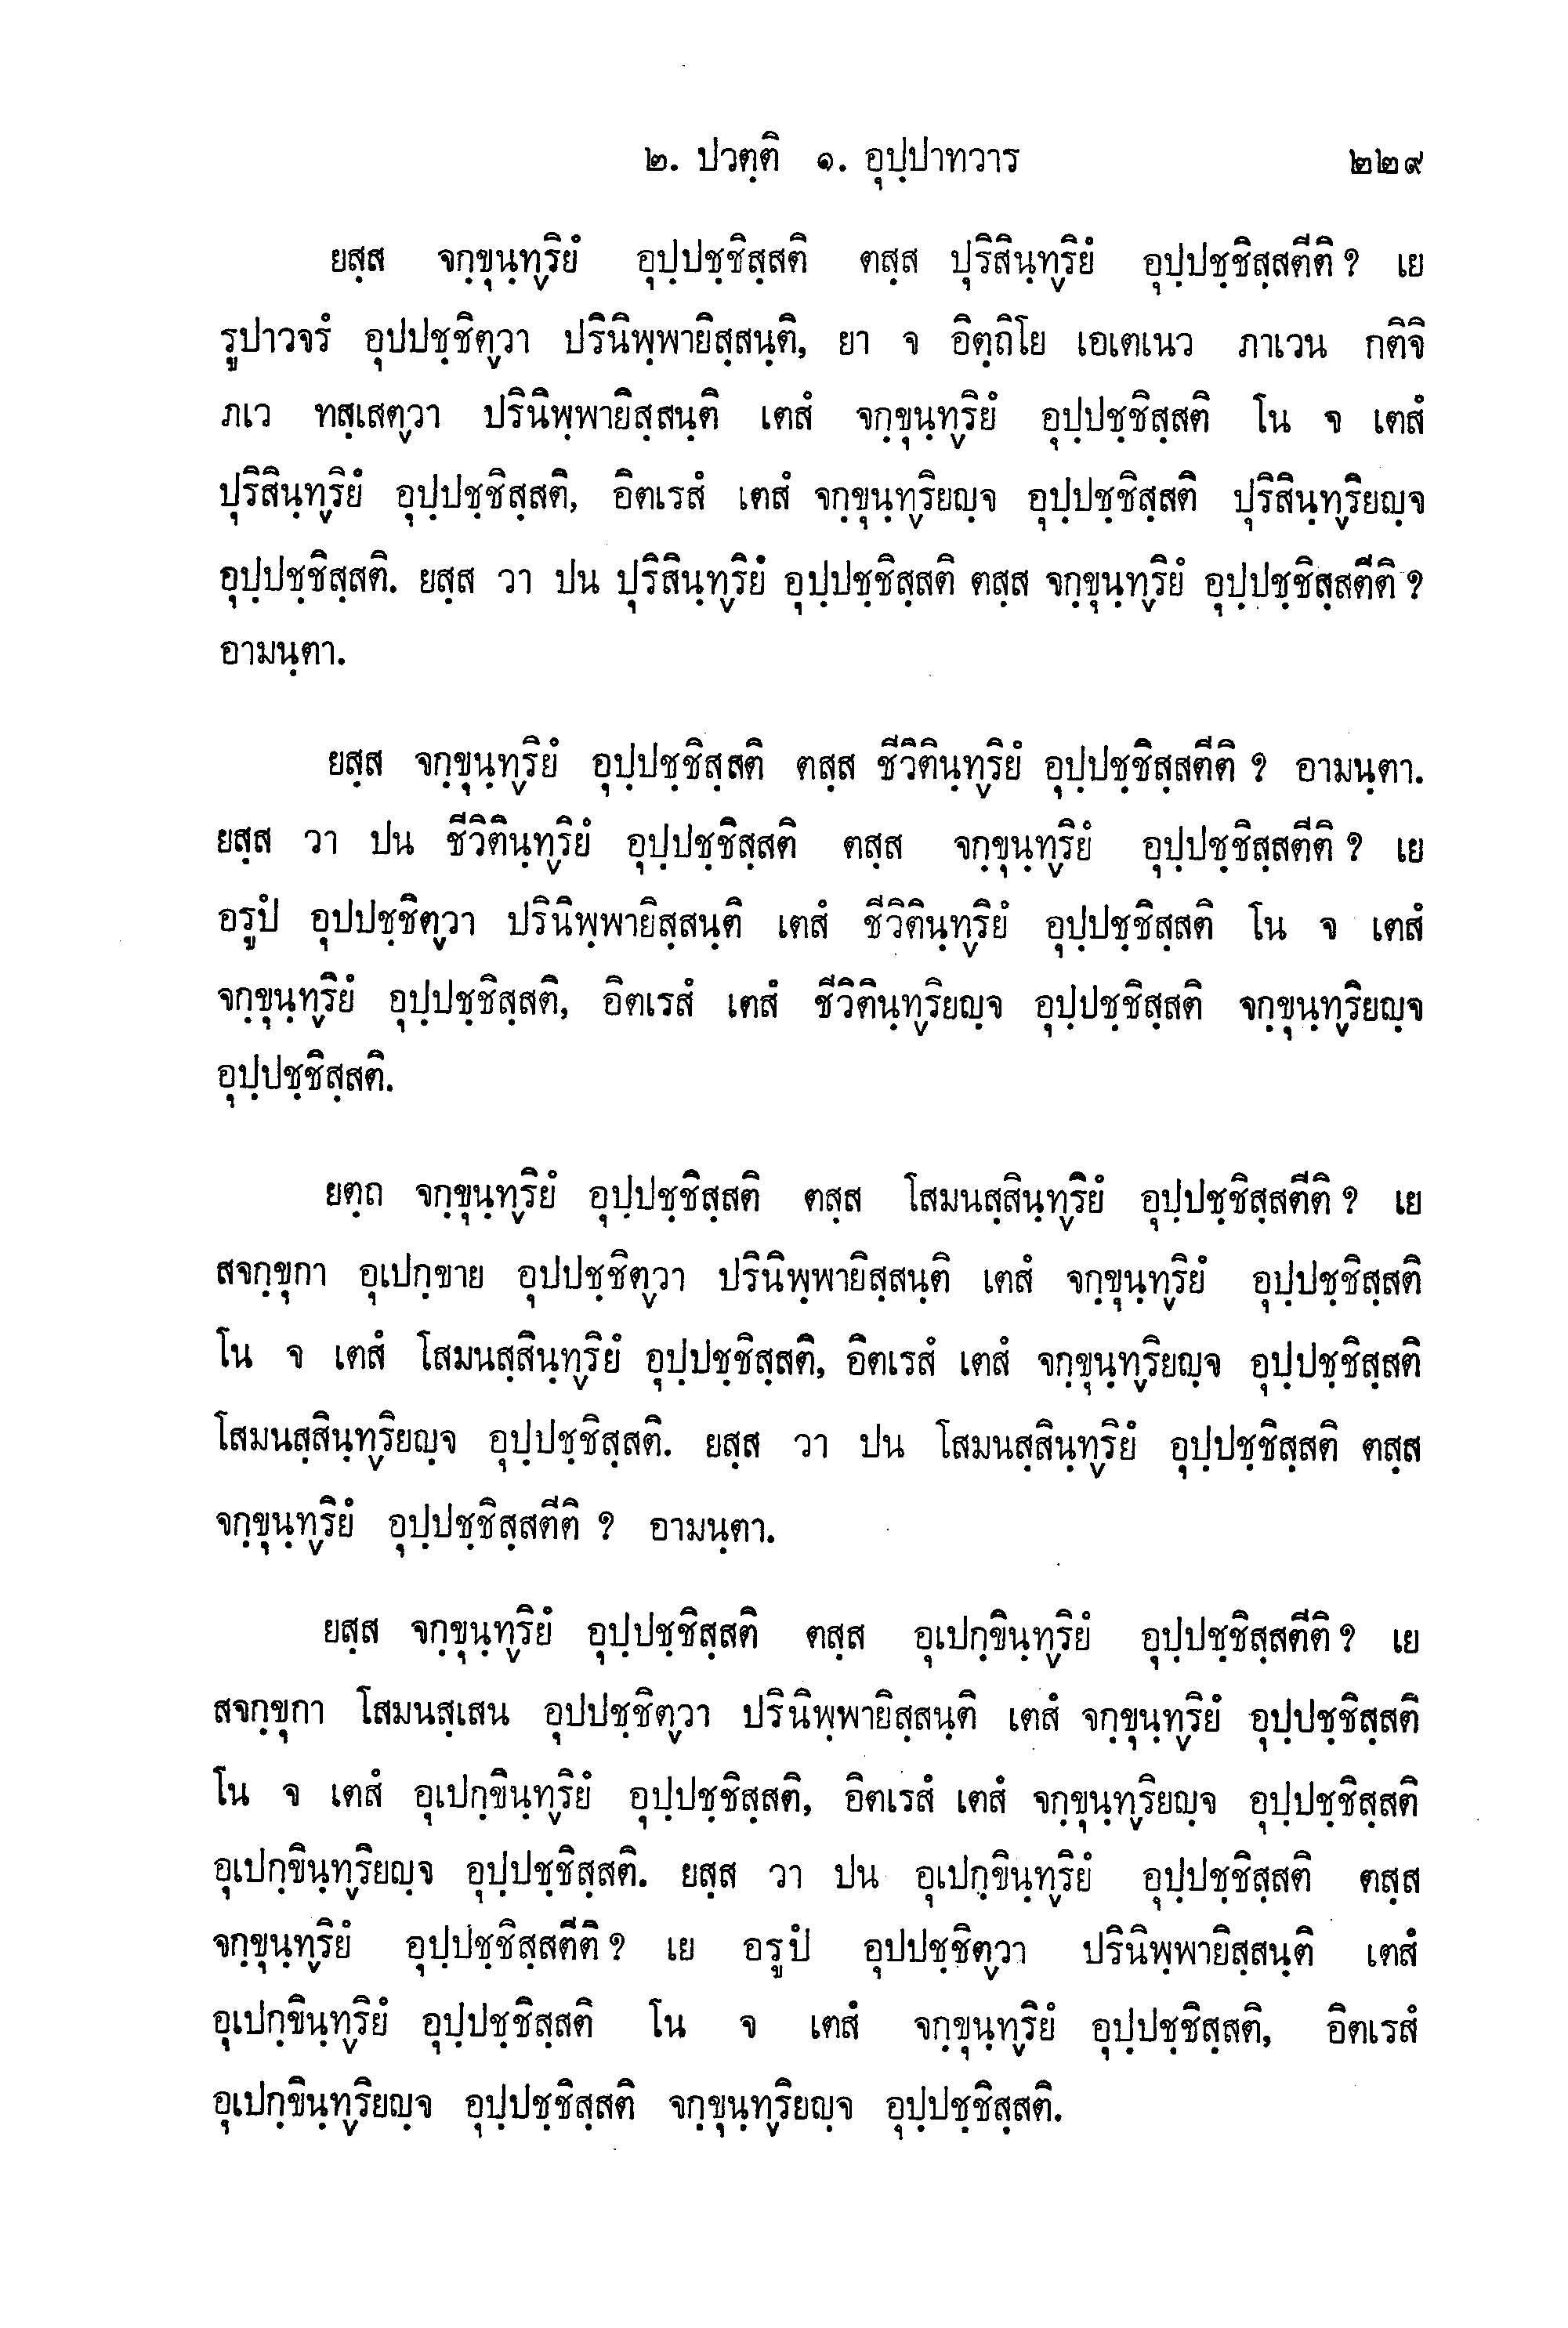 ๒. ปวตฺติ ๑. อุปฺปาทวาร ๒๒๙
ยสฺส จกฺขุนฺท๎ริยํ อุปฺปชฺชิสฺสติ ตสฺส ปุริสินฺท๎ริยํ อุปฺปชฺชิสฺสตีติ ? เย
รูปาวจรํ อุปปชฺชิต๎วา ปรินิพฺพายิสฺสนฺติ, ยา จ อิตฺถิโย เอเตเนว ภาเวน กติจิ
ภเว ทสฺเสต๎วา ปรินิพฺพายิสฺสนฺติ เตสํ จกฺขุนฺท๎ริยํ อุปฺปชฺชิสฺสติ โน จ เตสํ
ปุริสินฺท๎ริยํ อุปฺปชฺชิสฺสติ, อิตเรสํ เตสํ จกฺขุนฺท๎ริยญฺจ อุปฺปชฺชิสฺสติ ปุริสินฺท๎ริยญฺจ
อุปฺปชฺชิสฺสติ. ยสฺส วา ปน ปุริสินฺท๎ริยํ อุปฺปชฺชิสฺสติ ตสฺส จกฺขุนฺท๎ริยํ อุปฺปชฺชิสฺสตีติ ?
อามนฺตา.
ยสฺส จกฺขุนฺท๎ริยํ อุปฺปชฺชิสฺสติ ตสฺส ชีวิตินฺท๎ริยํ อุปฺปชฺชิสฺสตีติ ? อามนฺตา.
ยสฺส วา ปน ชีวิตินฺท๎ริยํ อุปฺปชฺชิสฺสติ ตสฺส จกฺขุนฺท๎ริยํ อุปฺปชฺชิสฺสตีติ ? เย
อรูปํ อุปปชฺชิต๎วา ปรินิพฺพายิสฺสนฺติ เตสํ ชีวิตินฺท๎ริยํ อุปฺปชฺชิสฺสติ โน จ เตสํ
จกฺขุนฺท๎ริยํ อุปฺปชฺชิสฺสติ, อิตเรสํ เตสํ ชีวิตินฺท๎ริยญฺจ อุปฺปชฺชิสฺสติ จกฺขุนฺท๎ริยญฺจ
อุปฺปชฺชิสฺสติ.
ยตฺถ จกฺขุนฺท๎ริยํ อุปฺปชฺชิสฺสติ ตสฺส โสมนสฺสินฺท๎ริยํ อุปฺปชฺชิสฺสตีติ ? เย
สจกฺขุกา อุเปกฺขาย อุปปชฺชิต๎วา ปรินิพฺพายิสฺสนฺติ เตสํ จกฺขุนฺท๎ริยํ อุปฺปชฺชิสฺสติ
โน จ เตสํ โสมนสฺสินฺท๎ริยํ อุปฺปชฺชิสฺสติ, อิตเรสํ เตสํ จกฺขุนฺท๎ริยญฺจ อุปฺปชฺชิสฺสติ
โสมนสฺสินฺท๎ริยญฺจ อุปฺปชฺชิสฺสติ. ยสฺส วา ปน โสมนสฺสินฺท๎ริยํ อุปฺปชฺชิสฺสติ ตสฺส
จกฺขุนฺท๎ริยํ อุปฺปชฺชิสฺสตีติ ? อามนฺตา.
ยสฺส จกฺขุนฺท๎ริยํ อุปฺปชฺชิสฺสติ ตสฺส อุเปกฺขินฺท๎ริยํ อุปฺปชฺชิสฺสตีติ ? เย
สจกฺขุกา โสมนสฺเสน อุปปชฺชิต๎วา ปรินิพฺพายิสฺสนฺติ เตสํ จกฺขุนฺท๎ริยํ อุปฺปชฺชิสฺสติ
โน จ เตสํ อุเปกฺขินฺท๎ริยํ อุปฺปชฺชิสฺสติ, อิตเรสํ เตสํ จกฺขุนฺท๎ริยญฺจ อุปฺปชฺชิสฺสติ
อุเปกฺขินฺท๎ริยญฺจ อุปฺปชฺชิสฺสติ. ยสฺส วา ปน อุเปกฺขินฺท๎ริยํ อุปฺปชฺชิสฺสติ ตสฺส
จกฺขุนฺท๎ริยํ อุปฺปชฺชิสฺสตีติ ? เย อรูปํ อุปปชฺชิต๎วา ปรินิพฺพายิสฺสนฺติ เตสํ
อุเปกฺขินฺท๎ริยํ อุปฺปชฺชิสฺสติ โน จ เตสํ จกฺขุนฺท๎ริยํ อุปฺปชฺชิสฺสติ, อิตเรสํ
อุเปกฺขินฺท๎ริยญฺจ อุปฺปชฺชิสฺสติ จกฺขุนฺท๎ริยญฺจ อุปฺปชฺชิสฺสติ.